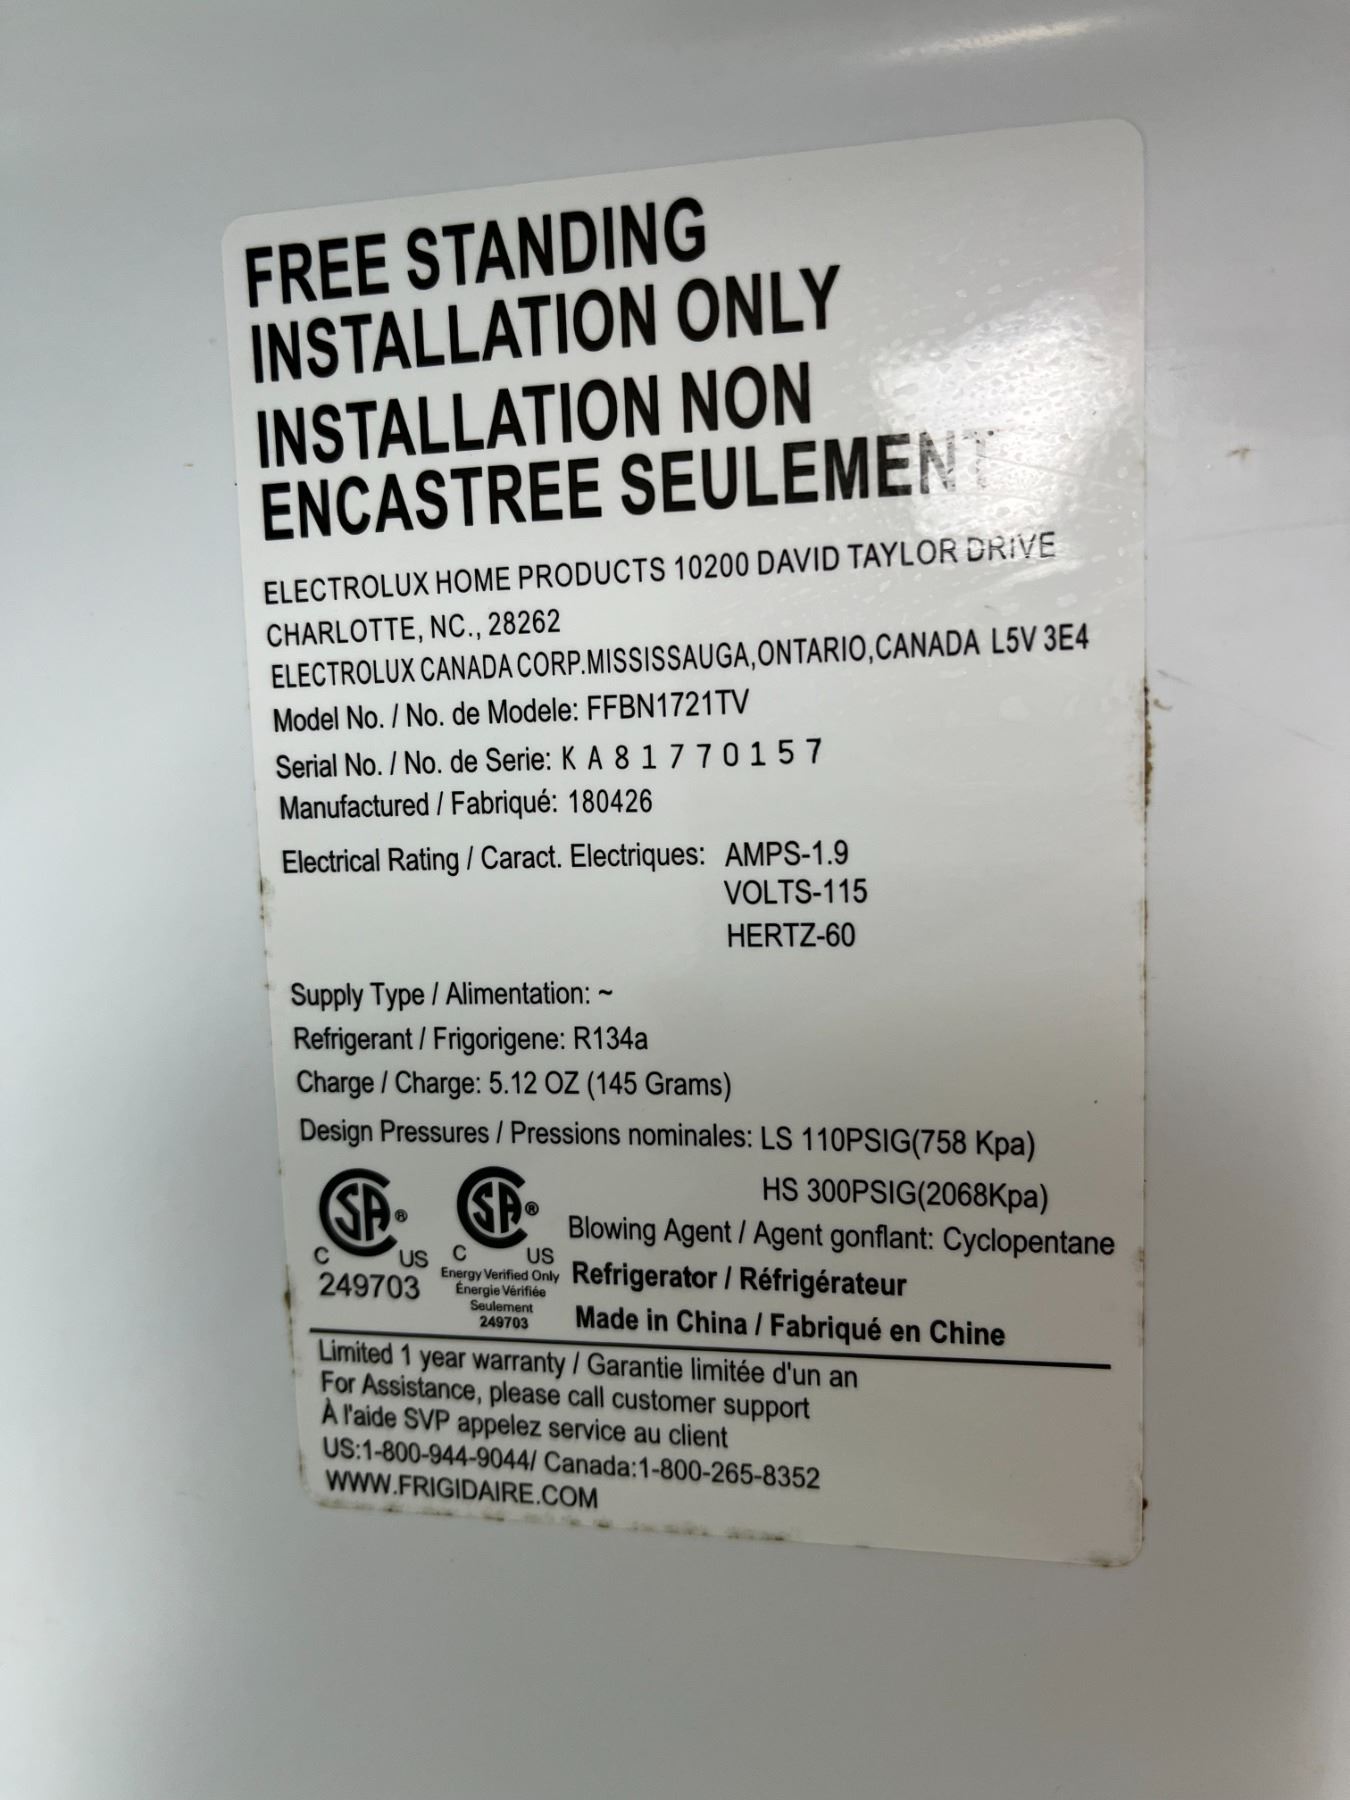 FREE STANDING
INSTALLATION ONLY
INSTALLATION NON
ENCASTREE SEULEMENT
ELECTROLUX HOME PRODUCTS 10200 DAVID TAYLOR DRIVE
CHARLOTTE, NC., 28262
ELECTROLUX CANADA CORP.MISSISSAUGA,ONTARIO,CANADA L5V 3E4
Model No. / No. de Modele: FFBN1721TV
Serial No. / No. de Serie: K A 8 1 7 7 0 1 5 7
Manufactured / Fabriqué: 180426
Electrical Rating / Caract. Electriques: AMPS-1.9
VOLTS-115
HERTZ-60
Supply Type / Alimentation: ~
Refrigerant / Frigorigene: R134a
Charge / Charge: 5.12 OZ (145 Grams)
Design Pressures / Pressions nominales: LS 110PSIG(758 Kpa)
HS 300PSIG(2068Kpa)
SA® SA®
C US C US
249703
Energy Verified Only
Énergie Vérifiée
Seulement
249703
Blowing Agent / Agent gonflant: Cyclopentane
Refrigerator / Réfrigérateur
Made in China / Fabriqué en Chine
Limited 1 year warranty / Garantie limitée d'un an
For Assistance, please call customer support
À l'aide SVP appelez service au client
US:1-800-944-9044/ Canada:1-800-265-8352
WWW.FRIGIDAIRE.COM